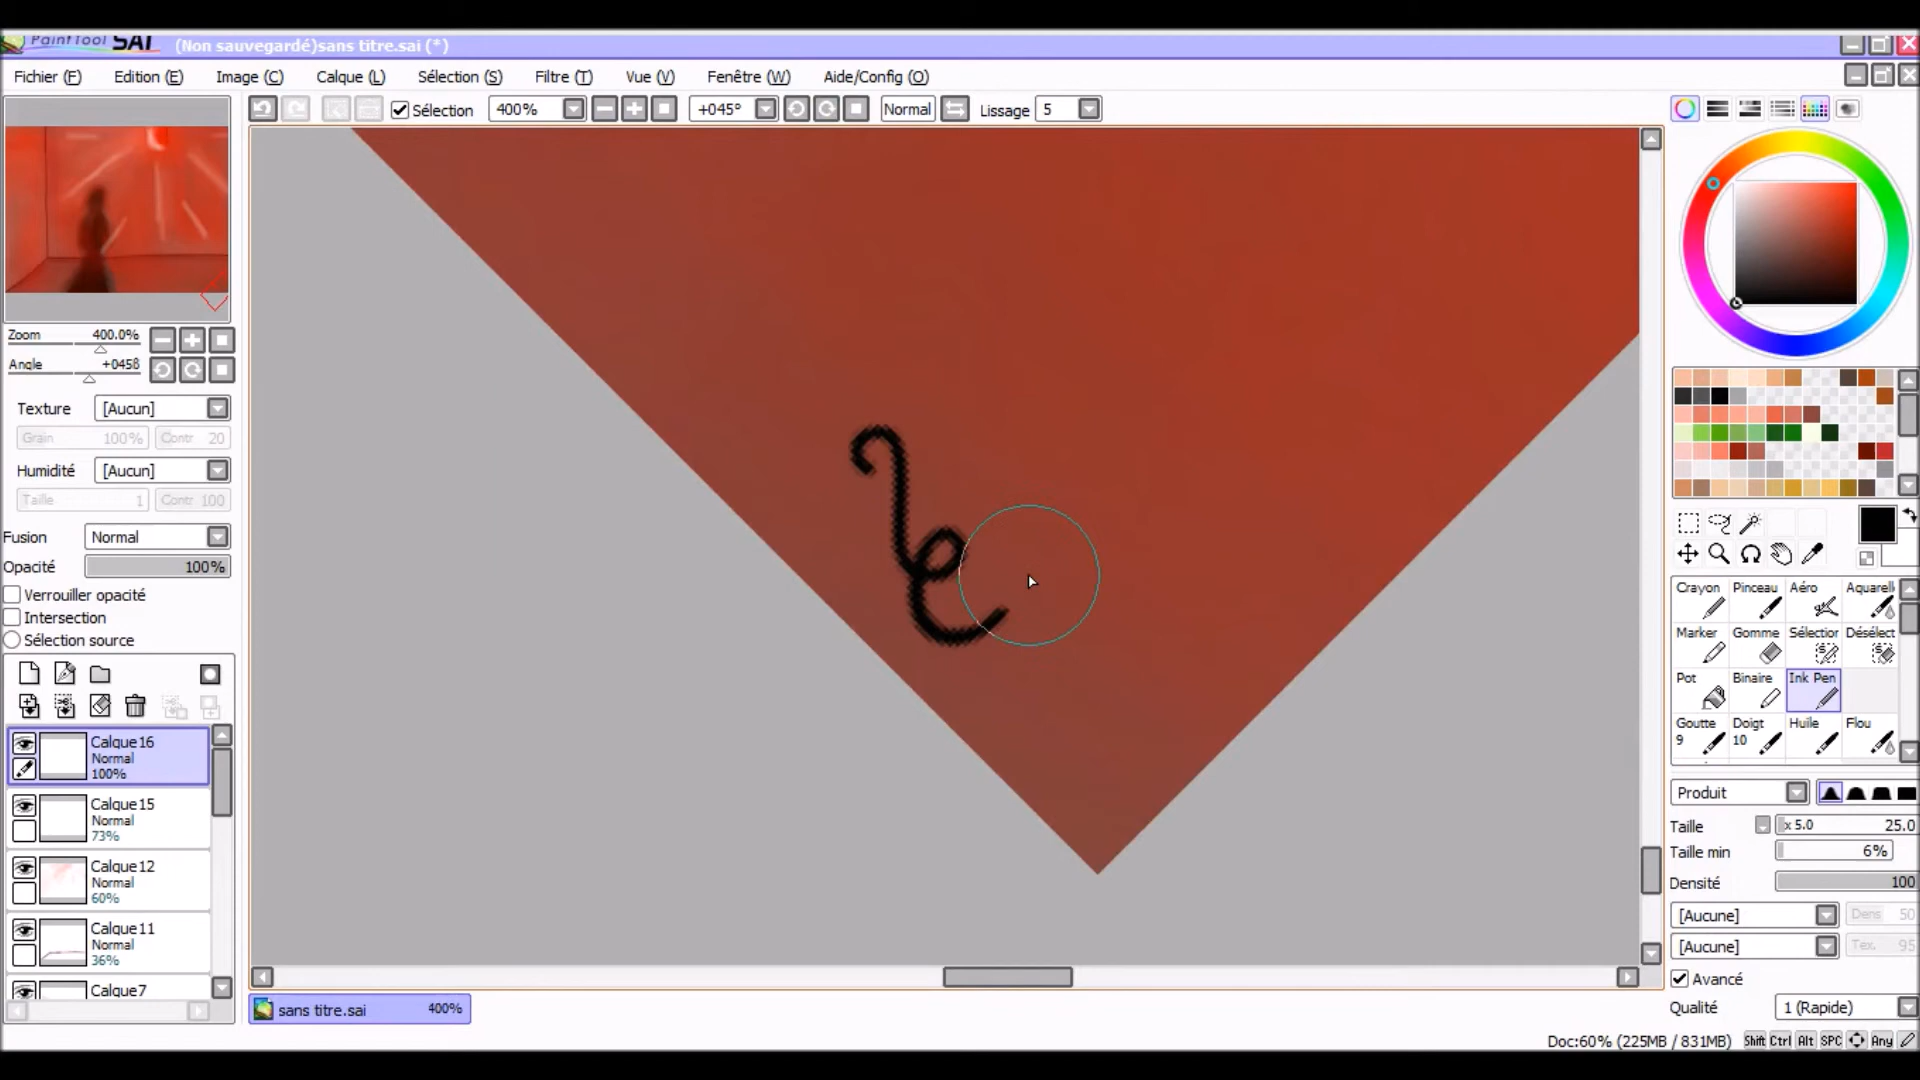 PaintTool SAI (Non sauvegardé)sans titre.sai (*)
Fichier (F) Edition (E) Image (C) Calque (L) Sélection (S) Filtre (T) Vue (V) Fenêtre (W) Aide/Config (O)
Sélection 400% +045° Normal Lissage 5
Zoom 400.0%
Angle +045ß
Texture [Aucun]
Grain 100% Contr 20
Humidité [Aucun]
Taille 1 Contr 100
Fusion Normal
Opacité 100%
Verrouiller opacité
Intersection
Sélection source
Calque16
Normal
100%
Calque15
Normal
73%
Calque12
Normal
60%
Calque11
Normal
36%
Calque7
Crayon Pinceau Aéro Aquarell
Marker Gomme Sélection Désélect
Pot Binaire Ink Pen
Goutte Doigt Huile Flou
9 10
Produit
Taille x 5.0 25.0
Taille min 6%
Densité 100
[Aucune] Dens 50
[Aucune] Tex. 95
Avancé
Qualité 1 (Rapide)
sans titre.sai 400%
Doc:60% (225MB / 831MB) Shift Ctrl Alt SPC Any